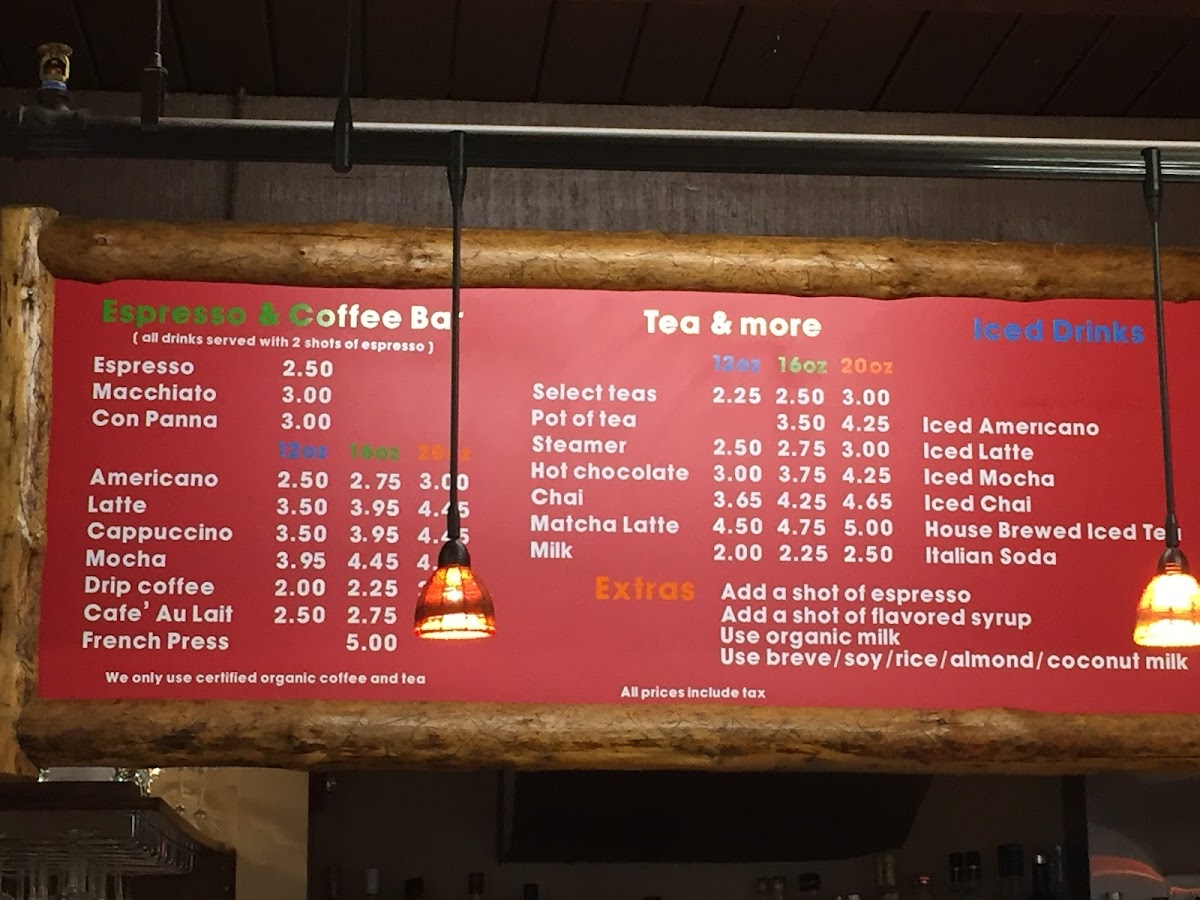 Espresso & Coffee Bar
( all drinks served with 2 shots of espresso )
Espresso 2.50
Macchiato 3.00
Con Panna 3.00
12oz 16oz 20oz
Americano 2.50 2.75 3.00
Latte 3.50 3.95 4.45
Cappuccino 3.50 3.95 4.45
Mocha 3.95 4.45
Drip coffee 2.00 2.25
Cafe' Au Lait 2.50 2.75
French Press 5.00
We only use certified organic coffee and tea
Tea & more
12oz 16oz 20oz
Select teas 2.25 2.50 3.00
Pot of tea 3.50 4.25
Steamer 2.50 2.75 3.00
Hot chocolate 3.00 3.75 4.25
Chai 3.65 4.25 4.65
Matcha Latte 4.50 4.75 5.00
Milk 2.00 2.25 2.50
Iced Drinks
Iced Americano
Iced Latte
Iced Mocha
Iced Chai
House Brewed Iced Tea
Italian Soda
Extras
Add a shot of espresso
Add a shot of flavored syrup
Use organic milk
Use breve/soy/rice/almond/coconut milk
All prices include tax